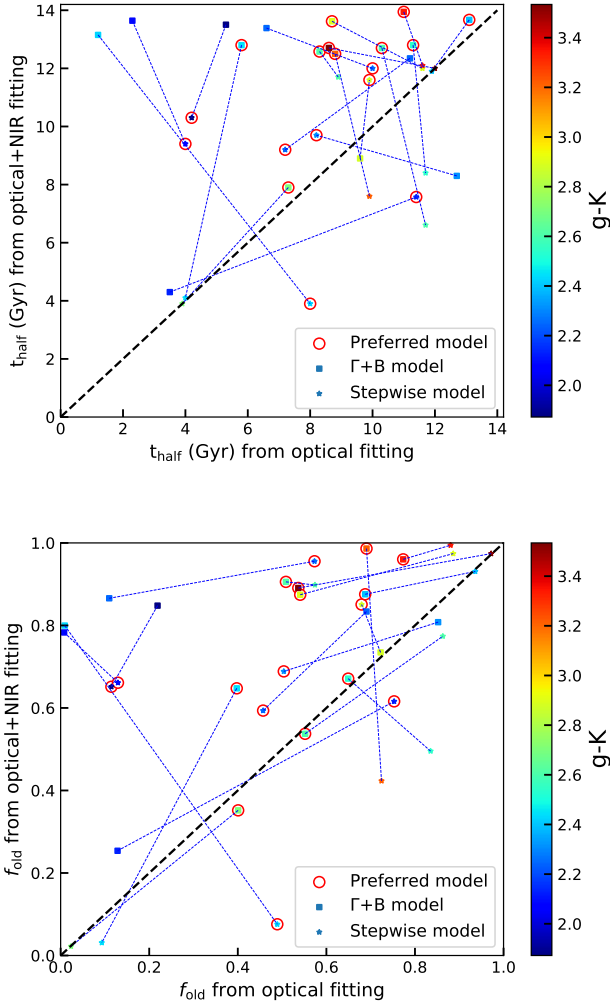 14
12
10
8
6
4
2
0
t_half (Gyr) from optical+NIR fitting
0 2 4 6 8 10 12 14
t_half (Gyr) from optical fitting
Preferred model
Γ+B model
Stepwise model
3.4
3.2
3.0
2.8
2.6
2.4
2.2
2.0
g-K
1.0
0.8
0.6
0.4
0.2
0.0
f_old from optical+NIR fitting
0.0 0.2 0.4 0.6 0.8 1.0
f_old from optical fitting
Preferred model
Γ+B model
Stepwise model
3.4
3.2
3.0
2.8
2.6
2.4
2.2
2.0
g-K